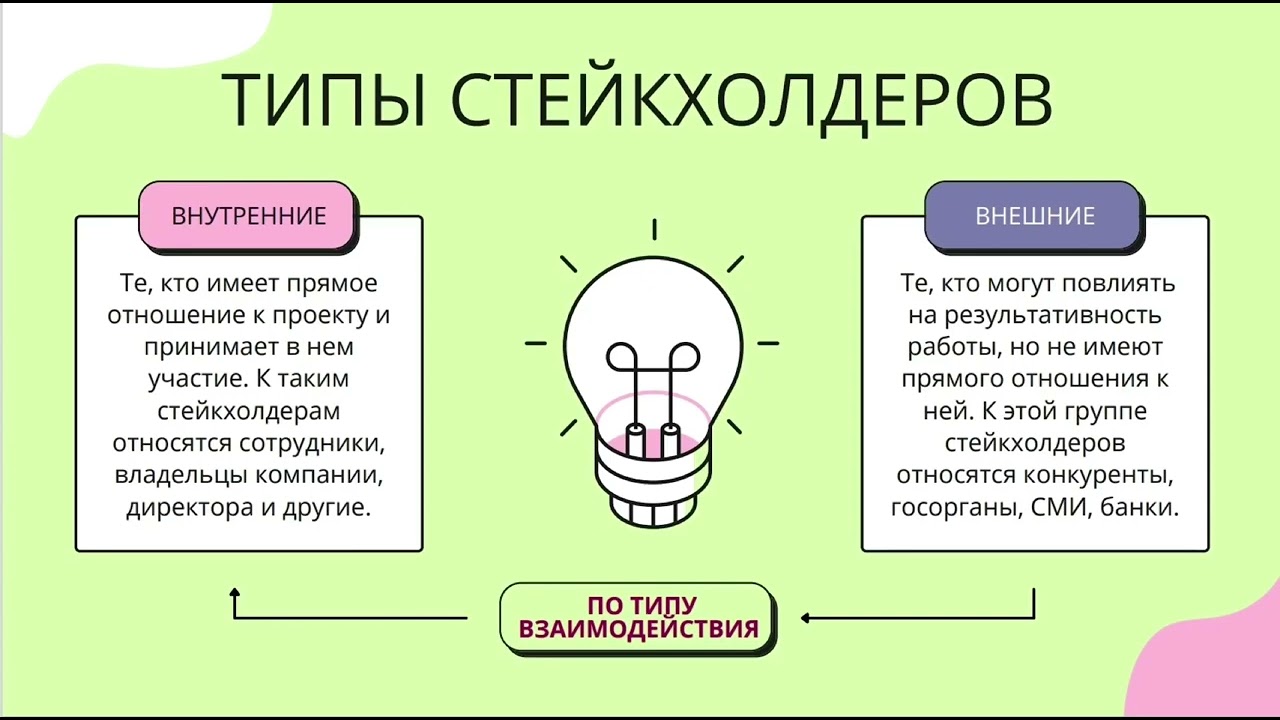 ТИПЫ СТЕЙКХОЛДЕРОВ
ВНУТРЕННИЕ
Те, кто имеет прямое
отношение к проекту и
принимает в нем
участие. К таким
стейкхолдерам
относятся сотрудники,
владельцы компании,
директора и другие.
ВНЕШНИЕ
Те, кто могут повлиять
на результативность
работы, но не имеют
прямого отношения к
ней. К этой группе
стейкхолдеров
относятся конкуренты,
госорганы, СМИ, банки.
ПО ТИПУ
ВЗАИМОДЕЙСТВИЯ